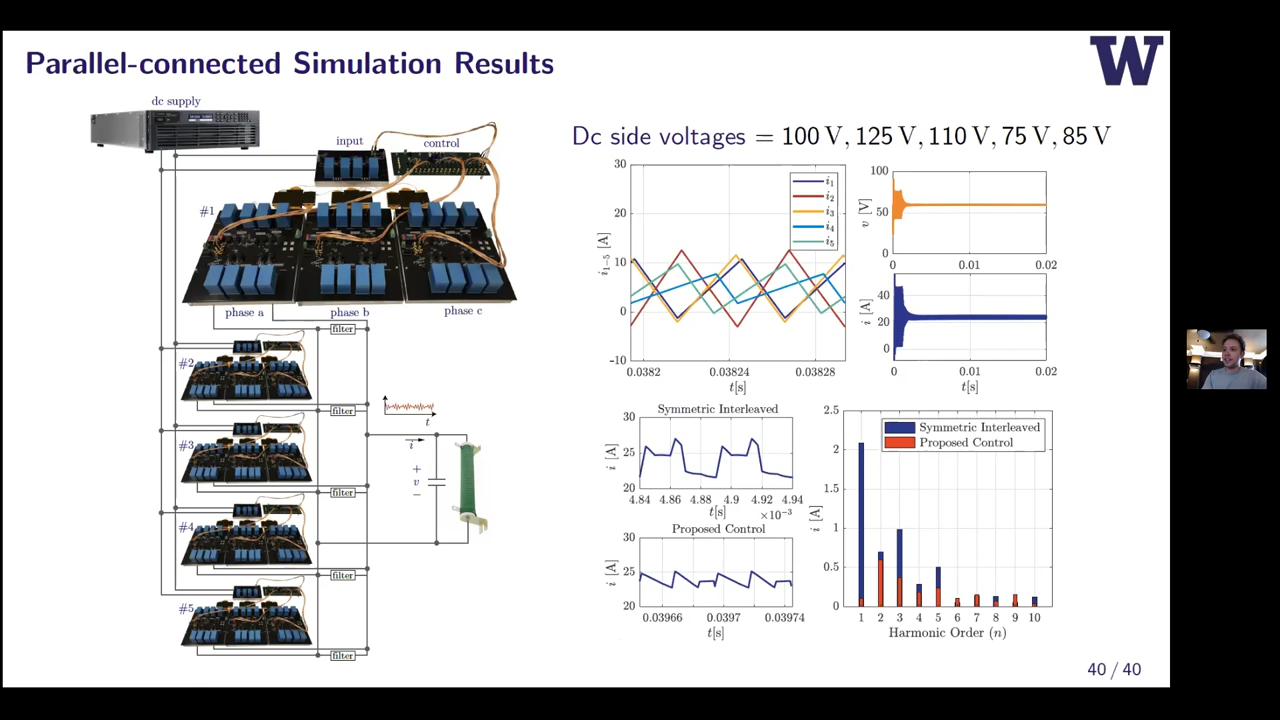 Parallel-connected Simulation Results
W
dc supply
input
control
#1
phase a
phase b
phase c
filter
#2
filter
#3
filter
#4
filter
#5
filter
t
i
+
v
−
Dc side voltages = 100 V, 125 V, 110 V, 75 V, 85 V
30
20
10
0
-10
i₁₋₅ [A]
i₁
i₂
i₃
i₄
i₅
0.0382
0.03824
0.03828
t[s]
100
50
0
v [V]
0
0.01
0.02
40
20
0
i [A]
0
0.01
0.02
t[s]
Symmetric Interleaved
30
25
20
i [A]
4.84 4.86 4.88 4.9 4.92 4.94
t[s]
×10⁻³
Proposed Control
30
25
20
i [A]
0.03966 0.0397 0.03974
t[s]
2.5
2
1.5
1
0.5
0
i [A]
Symmetric Interleaved
Proposed Control
1 2 3 4 5 6 7 8 9 10
Harmonic Order (n)
40 / 40